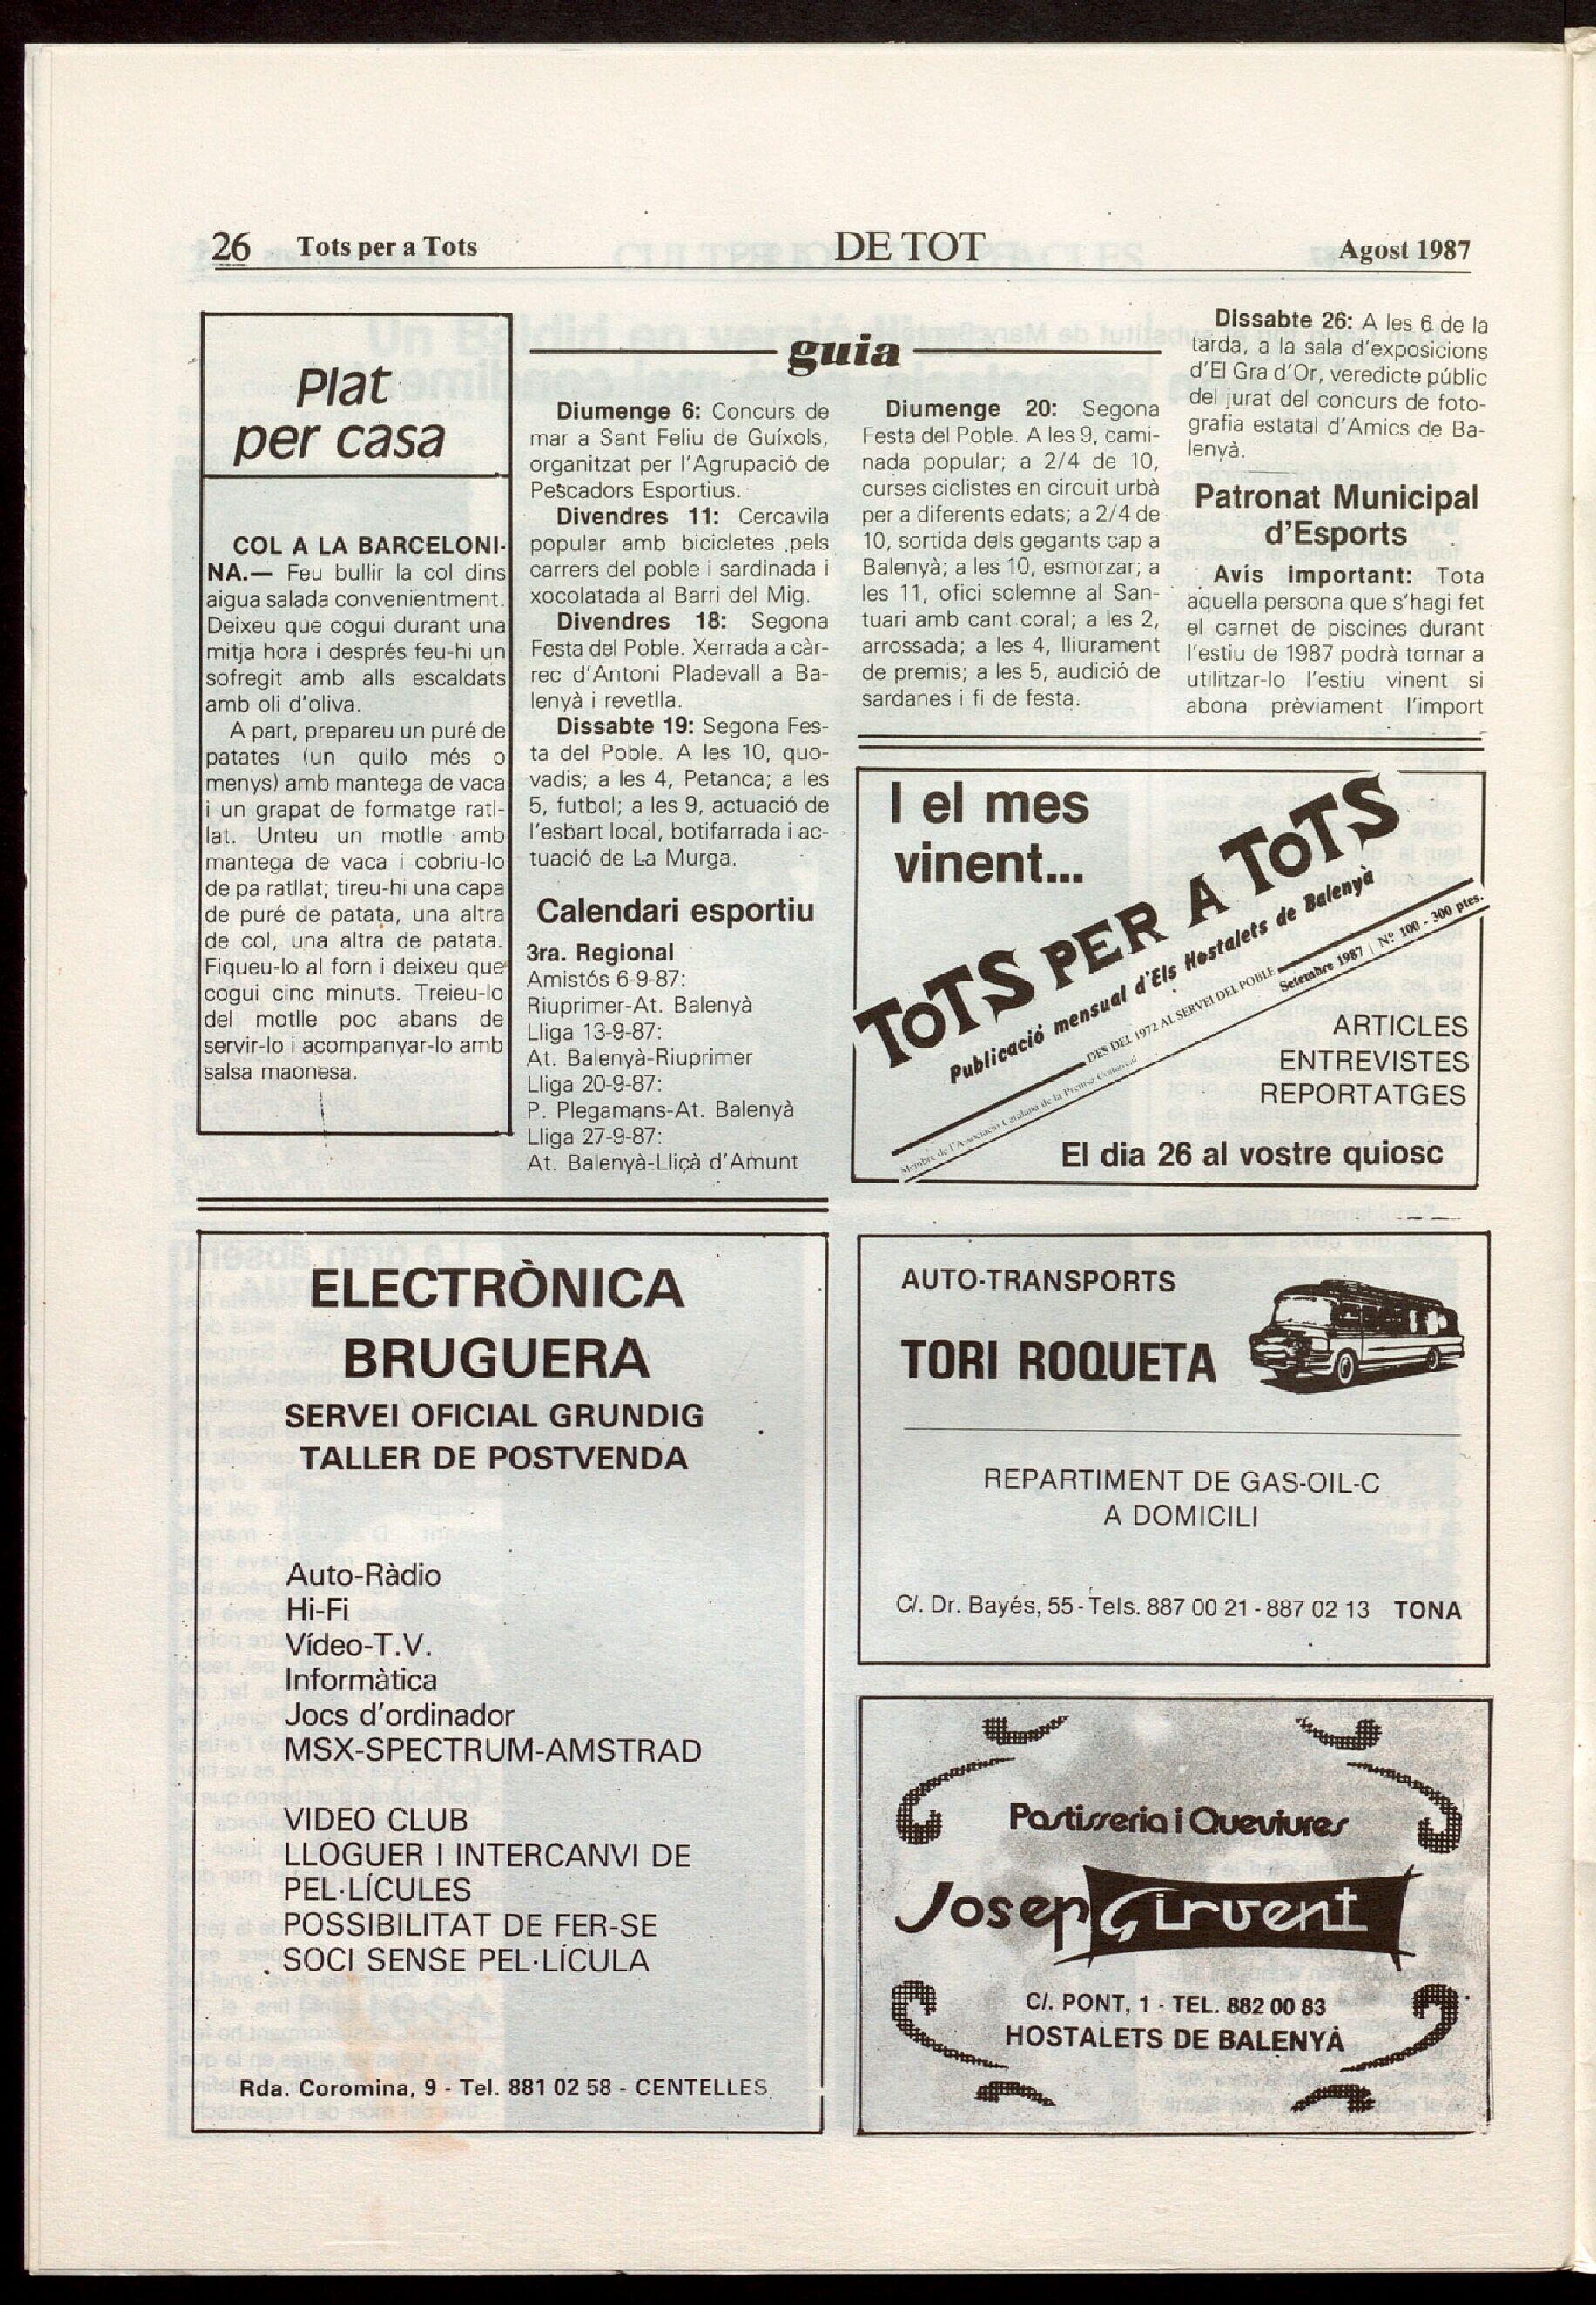 26 Tots per a Tots DE TOT Agost 1987
Plat
per casa
COL A LA BARCELONI-
NA.— Feu bullir la col dins
aigua salada convenientment.
Deixeu que cogui durant una
mitja hora i després feu-hi un
sofregit amb alls escaldats
amb oli d'oliva.
A part, prepareu un puré de
patates (un quilo més o
menys) amb mantega de vaca
i un grapat de formatge ratl-
lat. Unteu un motlle amb
mantega de vaca i cobriu-lo
de pa ratllat; tireu-hi una capa
de puré de patata, una altra
de col, una altra de patata.
Fiqueu-lo al forn i deixeu que
cogui cinc minuts. Treieu-lo
del motlle poc abans de
servir-lo i acompanyar-lo amb
salsa maonesa.
guia
Diumenge 6: Concurs de
mar a Sant Feliu de Guíxols,
organitzat per l'Agrupació de
Pescadors Esportius.
Divendres 11: Cercavila
popular amb bicicletes pels
carrers del poble i sardinada i
xocolatada al Barri del Mig.
Divendres 18: Segona
Festa del Poble. Xerrada a càr-
rec d'Antoni Pladevall a Ba-
lenyà i revetlla.
Dissabte 19: Segona Fes-
ta del Poble. A les 10, quo-
vadis; a les 4, Petanca; a les
5, futbol; a les 9, actuació de
l'esbart local, botifarrada i ac-
tuació de La Murga.
Calendari esportiu
3ra. Regional
Amistós 6-9-87:
Riuprimer-At. Balenyà
Lliga 13-9-87:
At. Balenyà-Riuprimer
Lliga 20-9-87:
P. Plegamans-At. Balenyà
Lliga 27-9-87:
At. Balenyà-Lliçà d'Amunt
Diumenge 20: Segona
Festa del Poble. A les 9, cami-
nada popular; a 2/4 de 10,
curses ciclistes en circuit urbà
per a diferents edats; a 2/4 de
10, sortida dels gegants cap a
Balenyà; a les 10, esmorzar; a
les 11, ofici solemne al San-
tuari amb cant coral; a les 2,
arrossada; a les 4, lliurament
de premis; a les 5, audició de
sardanes i fi de festa.
Dissabte 26: A les 6 de la
tarda, a la sala d'exposicions
d'El Gra d'Or, veredicte públic
del jurat del concurs de foto-
grafia estatal d'Amics de Ba-
lenyà.
Patronat Municipal
d'Esports
Avís important: Tota
aquella persona que s'hagi fet
el carnet de piscines durant
l'estiu de 1987 podrà tornar a
utilitzar-lo l'estiu vinent si
abona prèviament l'import
I el mes
vinent...
TOTS PER A TOTS
Publicació mensual d'Els Hostalets de Balenyà
DES DEL 1972 AL SERVEI DEL POBLE
Setembre 1987 | N.º 100 - 300 ptes.
Membre de l'Associació Catalana de la Premsa Comarcal
ARTICLES
ENTREVISTES
REPORTATGES
El dia 26 al vostre quiosc
ELECTRÒNICA
BRUGUERA
SERVEI OFICIAL GRUNDIG
TALLER DE POSTVENDA
Auto-Ràdio
Hi-Fi
Vídeo-T.V.
Informàtica
Jocs d'ordinador
MSX-SPECTRUM-AMSTRAD
VIDEO CLUB
LLOGUER I INTERCANVI DE
PEL·LÍCULES
POSSIBILITAT DE FER-SE
SOCI SENSE PEL·LÍCULA
Rda. Coromina, 9 - Tel. 881 02 58 - CENTELLES
AUTO-TRANSPORTS
TORI ROQUETA
REPARTIMENT DE GAS-OIL-C
A DOMICILI
C/. Dr. Bayés, 55 - Tels. 887 00 21 - 887 02 13 TONA
Pastisseria i Queviures
Josep Girvent
C/. PONT, 1 - TEL. 882 00 83
HOSTALETS DE BALENYÀ